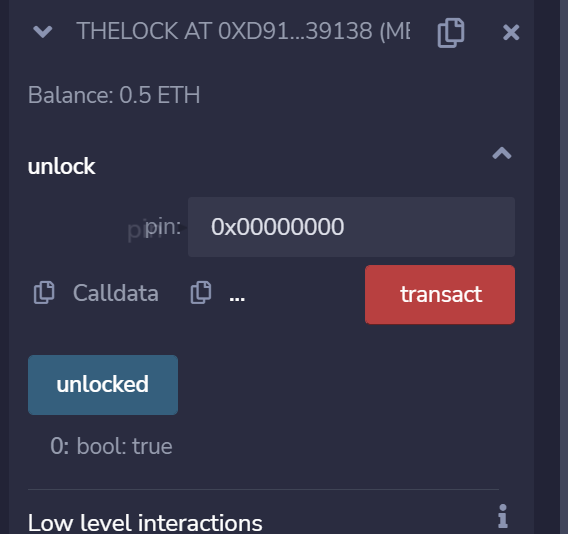 THELOCK AT 0XD91...39138 (ME
Balance: 0.5 ETH
unlock
pin: 0x00000000
Calldata ... transact
unlocked
0: bool: true
Low level interactions